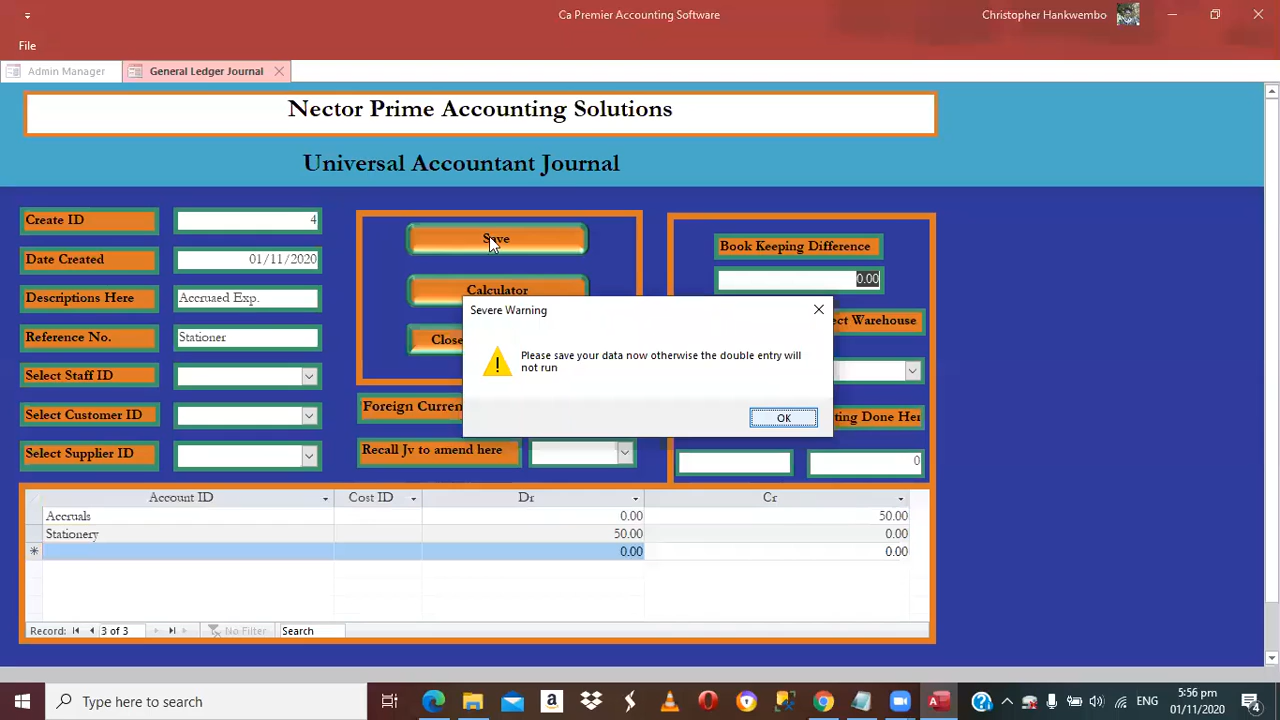 Ca Premier Accounting Software
Christopher Hankwembo
File
Admin Manager
General Ledger Journal
Nector Prime Accounting Solutions
Universal Accountant Journal
Create ID
4
Save
Book Keeping Difference
Date Created
01/11/2020
0.00
Descriptions Here
Accruaed Exp.
Calculator
Reference No.
Stationer
Close
ct Warehouse
Severe Warning
Please save your data now otherwise the double entry will
not run
OK
Select Staff ID
Select Customer ID
Foreign Curren
ting Done Her
Select Supplier ID
Recall Jv to amend here
0
Account ID Cost ID Dr Cr
Accruals 0.00 50.00
Stationery 50.00 0.00
0.00 0.00
Record: 3 of 3 No Filter Search
Type here to search
ENG
5:56 pm
01/11/2020
4